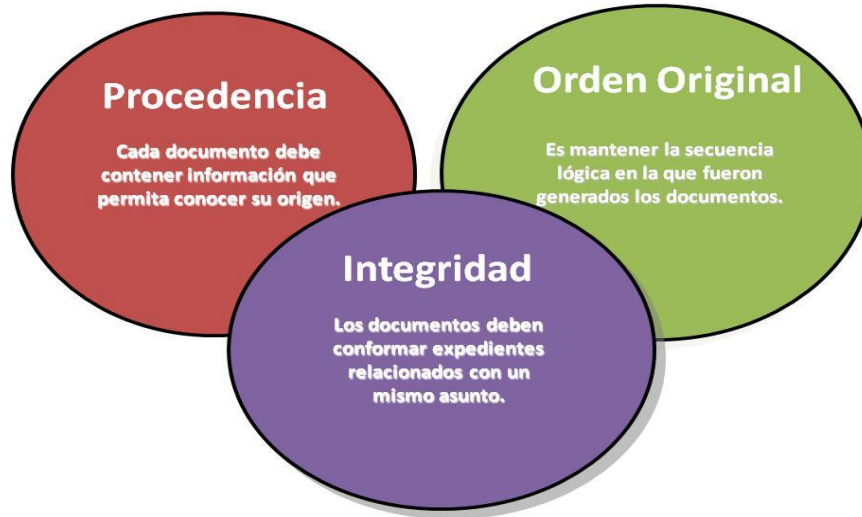 Procedencia
Cada documento debe
contener información que
permita conocer su origen.
Orden Original
Es mantener la secuencia
lógica en la que fueron
generados los documentos.
Integridad
Los documentos deben
conformar expedientes
relacionados con un
mismo asunto.